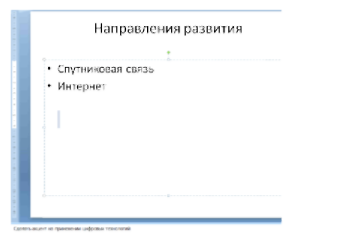 Направления развития
• Спутниковая связь
• Интернет